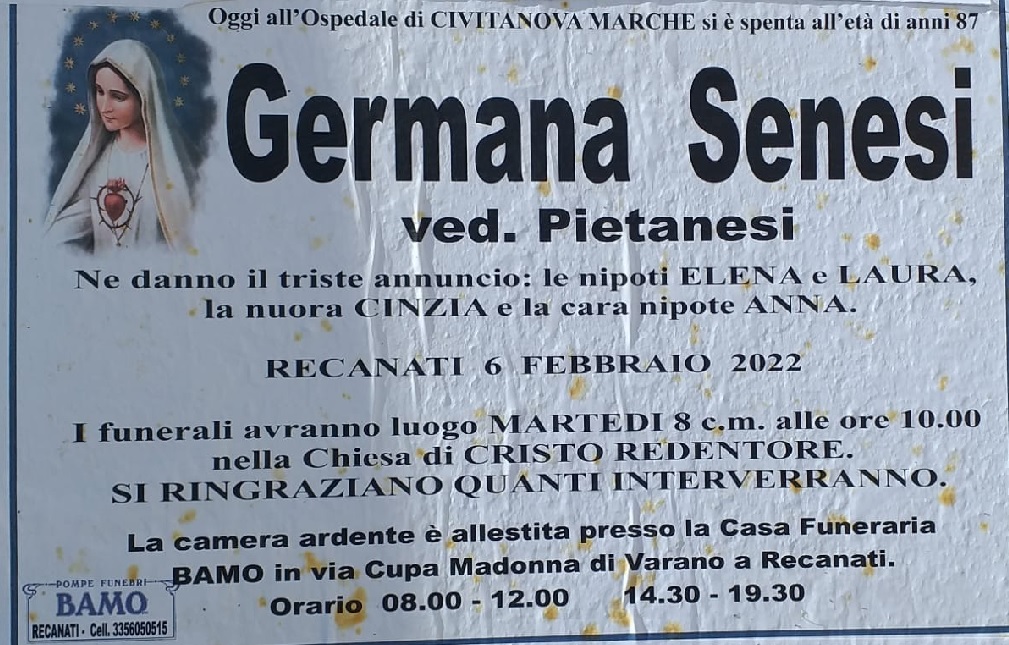 Oggi all'Ospedale di CIVITANOVA MARCHE si è spenta all'età di anni 87
Germana Senesi
ved. Pietanesi
Ne danno il triste annuncio: le nipoti ELENA e LAURA,
la nuora CINZIA e la cara nipote ANNA.
RECANATI 6 FEBBRAIO 2022
I funerali avranno luogo MARTEDI 8 c.m. alle ore 10.00
nella Chiesa di CRISTO REDENTORE.
SI RINGRAZIANO QUANTI INTERVERRANNO.
La camera ardente è allestita presso la Casa Funeraria
BAMO in via Cupa Madonna di Varano a Recanati.
Orario 08.00 - 12.00 14.30 - 19.30
POMPE FUNEBRI
BAMO
RECANATI - Cell. 3356050515